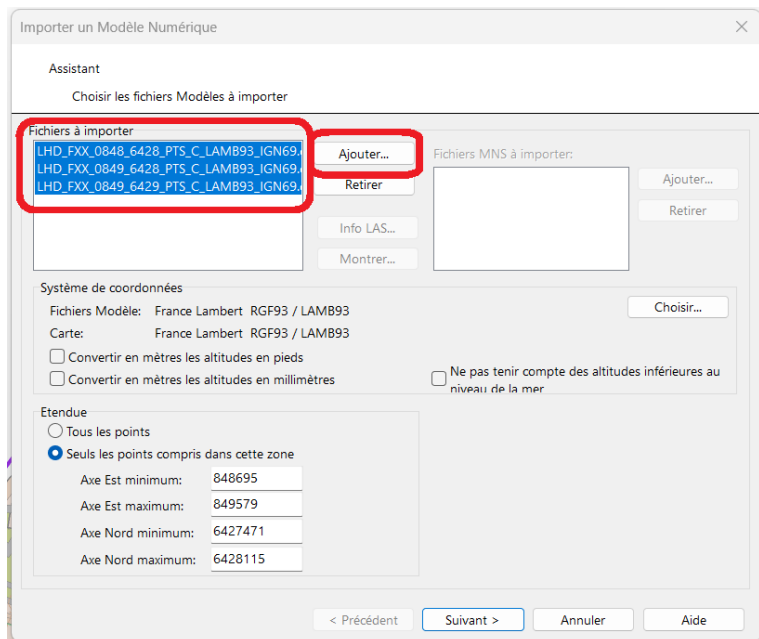 Importer un Modèle Numérique
Assistant
Choisir les fichiers Modèles à importer
Fichiers à importer
LHD_FXX_0848_6428_PTS_C_LAMB93_IGN69.
LHD_FXX_0849_6428_PTS_C_LAMB93_IGN69.
LHD_FXX_0849_6429_PTS_C_LAMB93_IGN69.
Ajouter...
Retirer
Info LAS...
Montrer...
Fichiers MNS à importer:
Ajouter...
Retirer
Système de coordonnées
Fichiers Modèle: France Lambert RGF93 / LAMB93
Choisir...
Carte: France Lambert RGF93 / LAMB93
Convertir en mètres les altitudes en pieds
Convertir en mètres les altitudes en millimètres
Ne pas tenir compte des altitudes inférieures au
niveau de la mer
Etendue
Tous les points
Seuls les points compris dans cette zone
Axe Est minimum: 848695
Axe Est maximum: 849579
Axe Nord minimum: 6427471
Axe Nord maximum: 6428115
< Précédent
Suivant >
Annuler
Aide